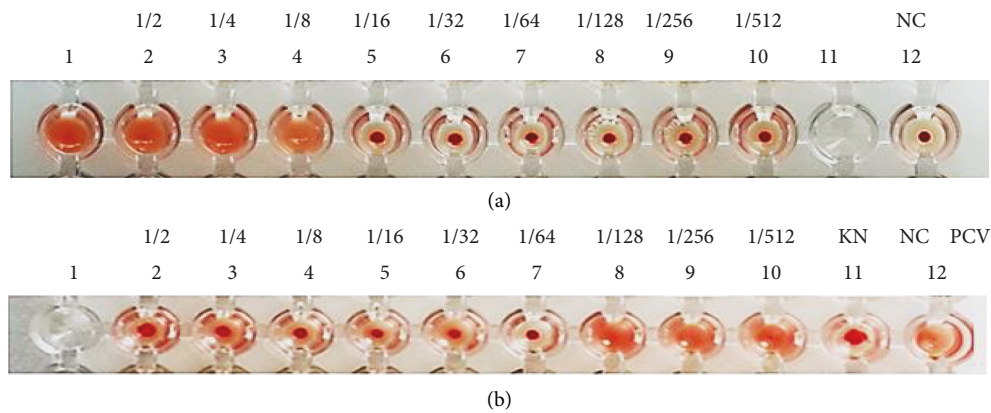 1/2 1/4 1/8 1/16 1/32 1/64 1/128 1/256 1/512 NC
1 2 3 4 5 6 7 8 9 10 11 12
(a)
1/2 1/4 1/8 1/16 1/32 1/64 1/128 1/256 1/512 KN NC PCV
1 2 3 4 5 6 7 8 9 10 11 12
(b)